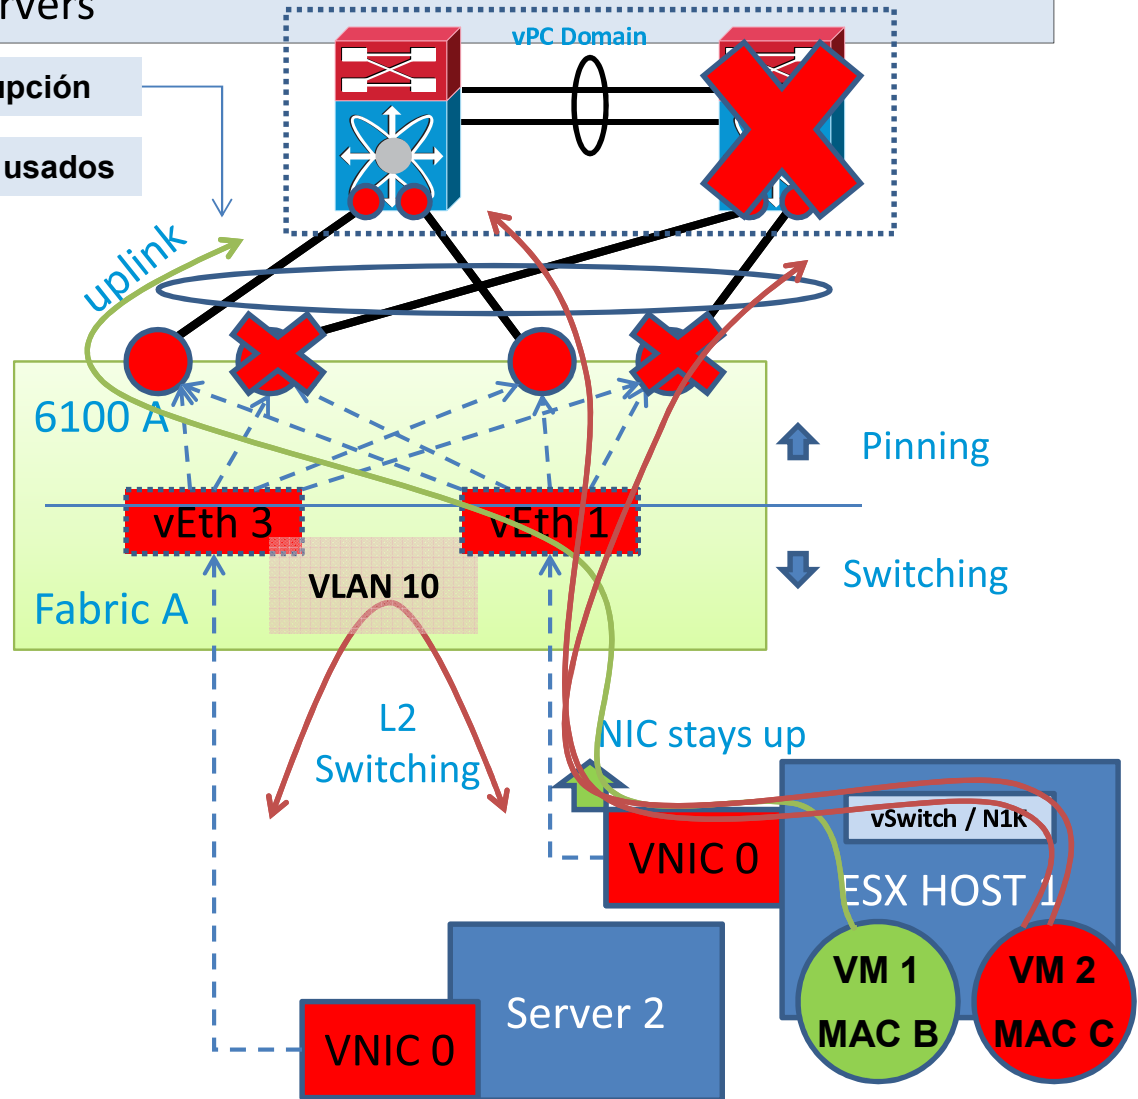 rvers
vPC Domain
upción
usados
uplink
6100 A
Pinning
vEth 3
vEth 1
VLAN 10
Switching
Fabric A
L2
Switching
NIC stays up
vSwitch / N1K
VNIC 0
ESX HOST 1
VM 1
MAC B
VM 2
MAC C
Server 2
VNIC 0